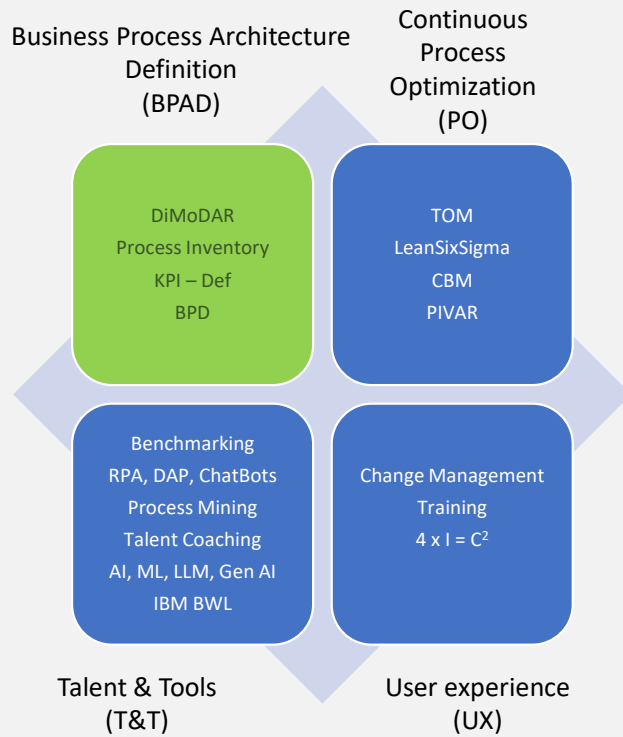 Business Process Architecture
Definition
(BPAD)
Continuous
Process
Optimization
(PO)
DiMoDAR
Process Inventory
KPI – Def
BPD
TOM
LeanSixSigma
CBM
PIVAR
Benchmarking
RPA, DAP, ChatBots
Process Mining
Talent Coaching
AI, ML, LLM, Gen AI
IBM BWL
Change Management
Training
4 x I = C²
Talent & Tools
(T&T)
User experience
(UX)